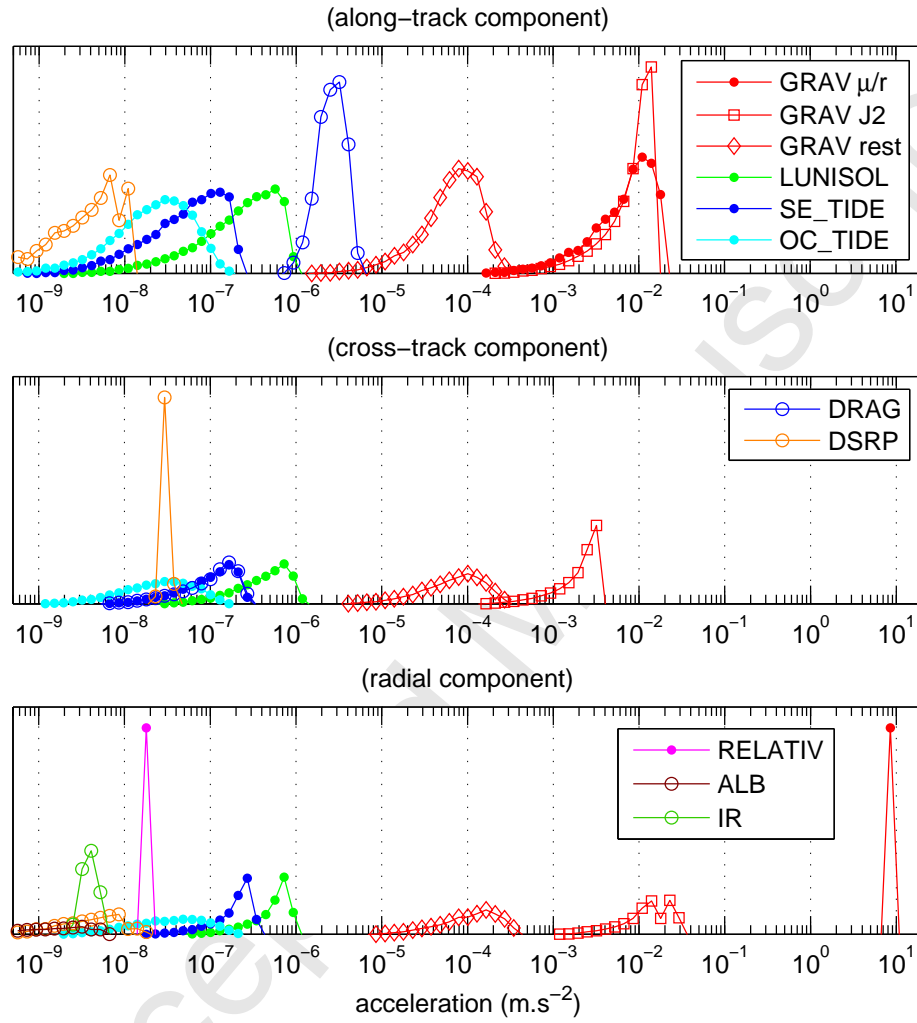 (along−track component)
GRAV μ/r
GRAV J2
GRAV rest
LUNISOL
SE_TIDE
OC_TIDE
10⁻⁹ 10⁻⁸ 10⁻⁷ 10⁻⁶ 10⁻⁵ 10⁻⁴ 10⁻³ 10⁻² 10⁻¹ 10⁰ 10¹
(cross−track component)
DRAG
DSRP
10⁻⁹ 10⁻⁸ 10⁻⁷ 10⁻⁶ 10⁻⁵ 10⁻⁴ 10⁻³ 10⁻² 10⁻¹ 10⁰ 10¹
(radial component)
RELATIV
ALB
IR
10⁻⁹ 10⁻⁸ 10⁻⁷ 10⁻⁶ 10⁻⁵ 10⁻⁴ 10⁻³ 10⁻² 10⁻¹ 10⁰ 10¹
acceleration (m.s⁻²)